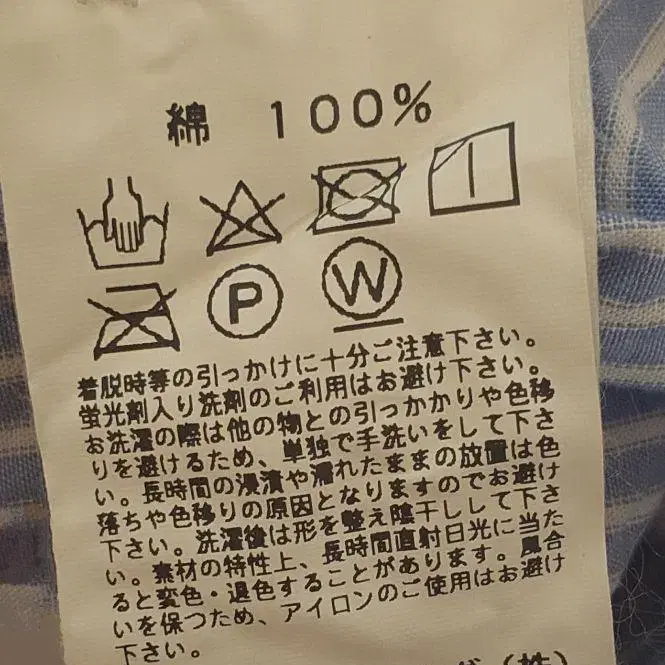 綿 100%
P W
着脱時等の引っかけに十分ご注意下さい。
蛍光剤入り洗剤のご利用はお避け下さい。
お洗濯の際は他の物との引っかかりや色移
りを避けるため、単独で手洗いをして下さ
い。長時間の浸漬や濡れたままの放置は色
落ちや色移りの原因となりますのでお避け
下さい。洗濯後は形を整え陰干しして下さ
い。素材の特性上、長時間直射日光に当た
ると変色・退色することがあります。風合
いを保つため、アイロンのご使用はお避け
下さい。
(株)